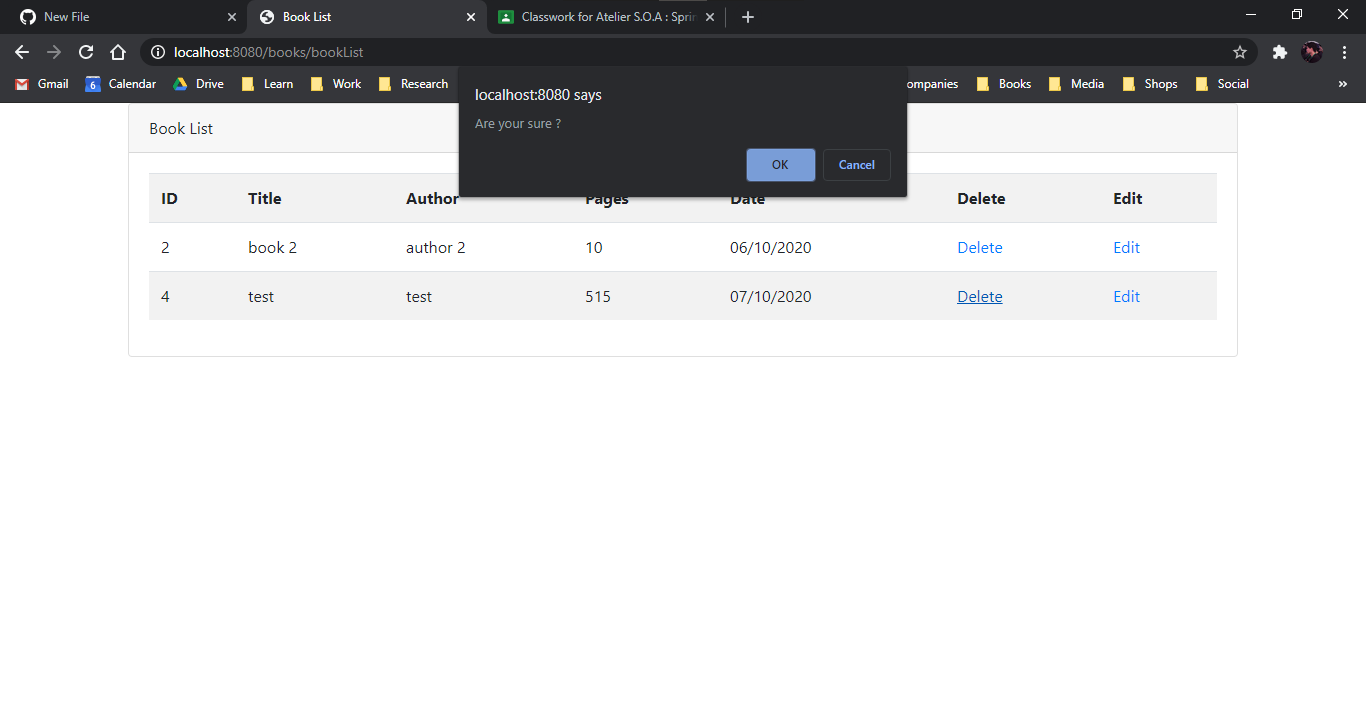 New File
Book List
Classwork for Atelier S.O.A : Sprin
localhost:8080/books/bookList
Gmail
6 Calendar
Drive
Learn
Work
Research
ompanies
Books
Media
Shops
Social
»
localhost:8080 says
Are your sure ?
OK Cancel
Book List
ID Title Author Pages Date Delete Edit
2 book 2 author 2 10 06/10/2020 Delete Edit
4 test test 515 07/10/2020 Delete Edit